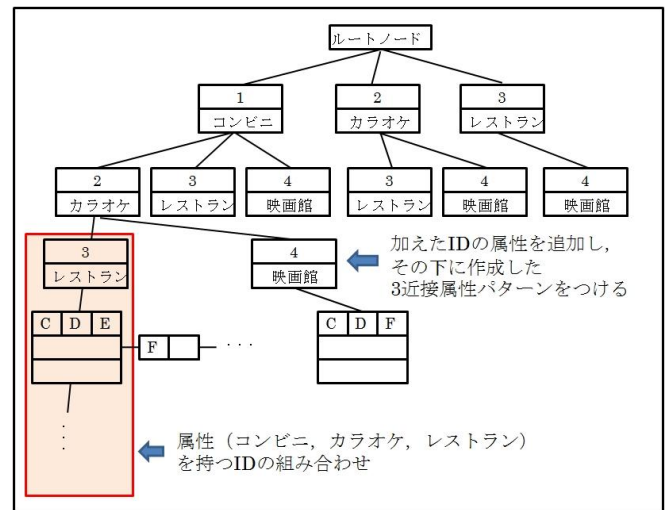 ルートノード
1 2 3
コンビニ カラオケ レストラン
2 3 4 3 4 4
カラオケ レストラン 映画館 レストラン 映画館 映画館
3 4
レストラン 映画館
加えたIDの属性を追加し,
その下に作成した
3近接属性パターンをつける
C D E C D F
F ・・・
・・・
属性（コンビニ, カラオケ, レストラン）
を持つIDの組み合わせ